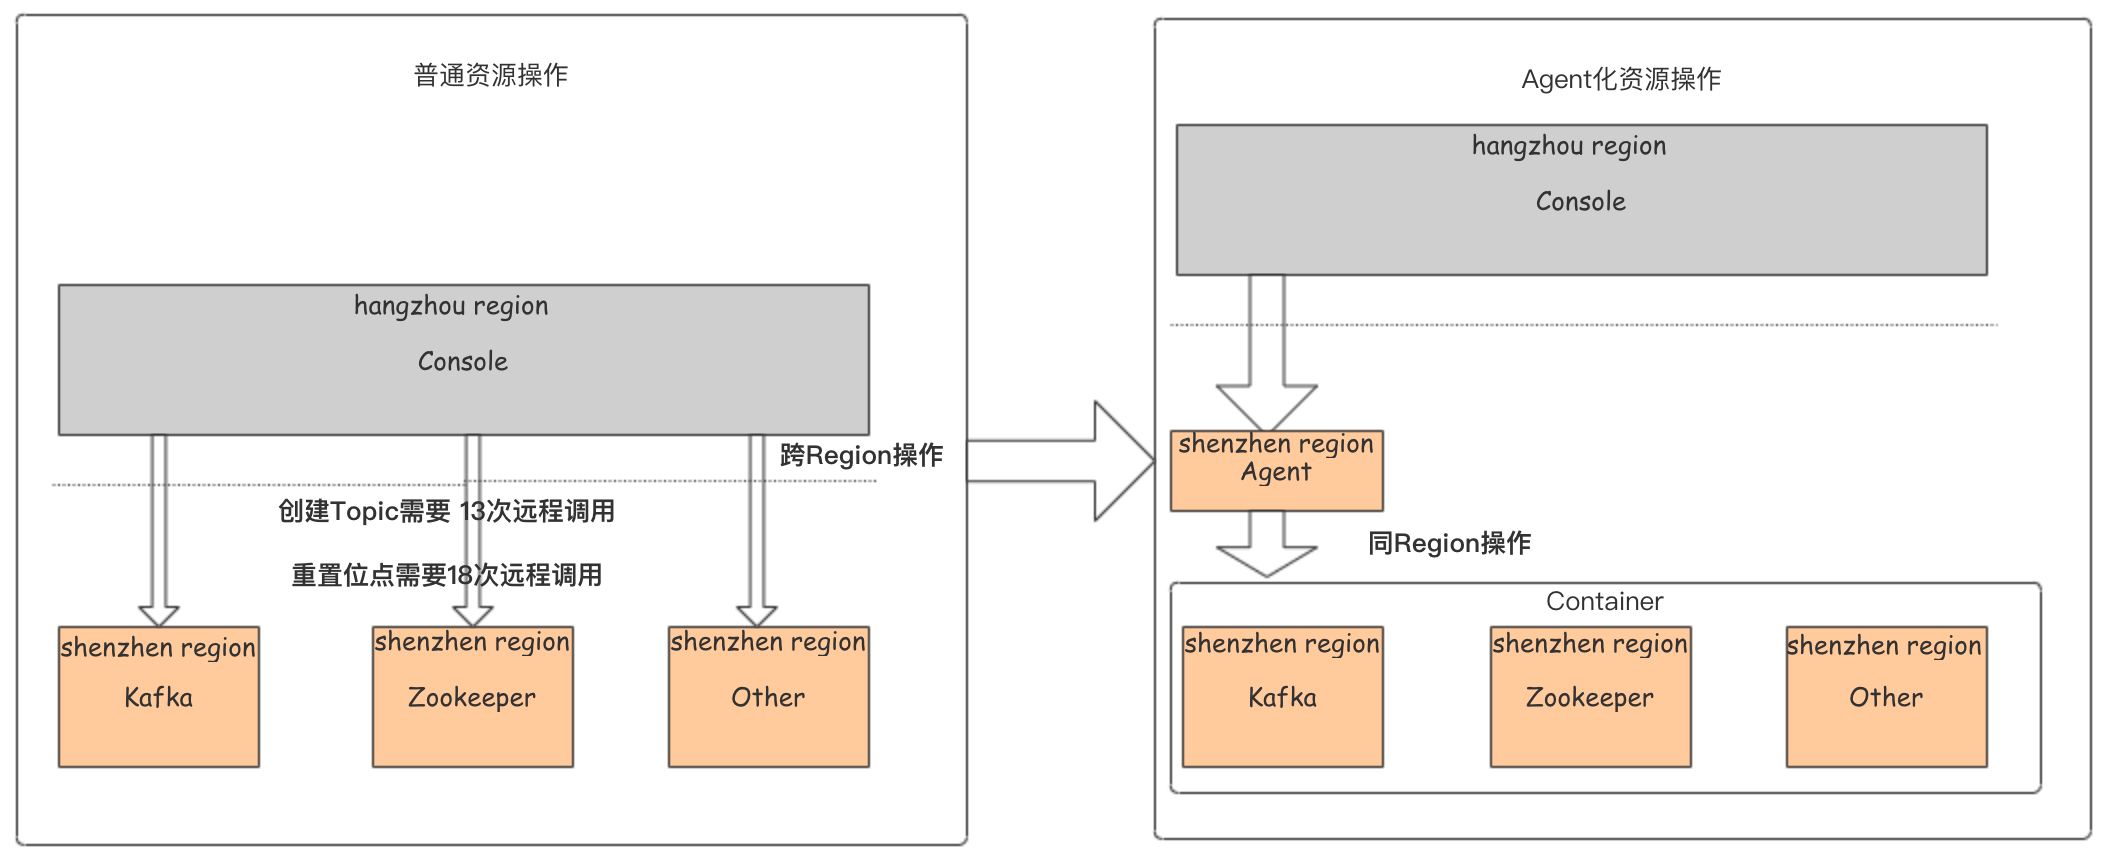 普通资源操作
hangzhou region
Console
跨Region操作
创建Topic需要 13次远程调用
重置位点需要18次远程调用
shenzhen region
Kafka
shenzhen region
Zookeeper
shenzhen region
Other
Agent化资源操作
hangzhou region
Console
shenzhen region
Agent
同Region操作
Container
shenzhen region
Kafka
shenzhen region
Zookeeper
shenzhen region
Other